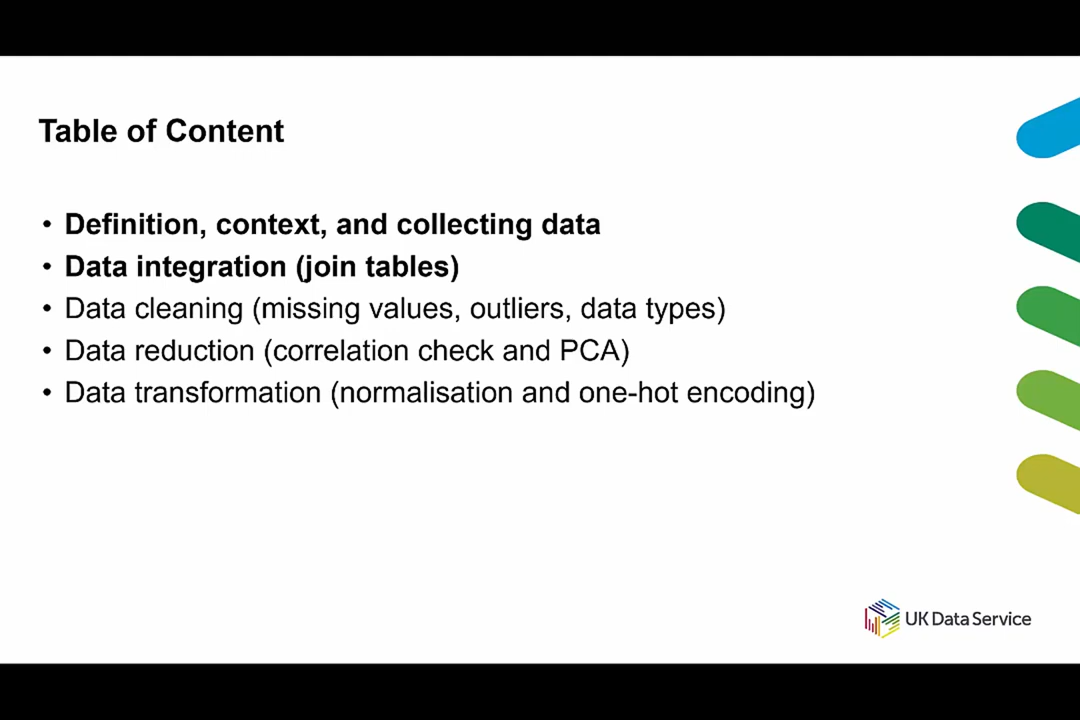 Table of Content
• Definition, context, and collecting data
• Data integration (join tables)
• Data cleaning (missing values, outliers, data types)
• Data reduction (correlation check and PCA)
• Data transformation (normalisation and one-hot encoding)
UK Data Service